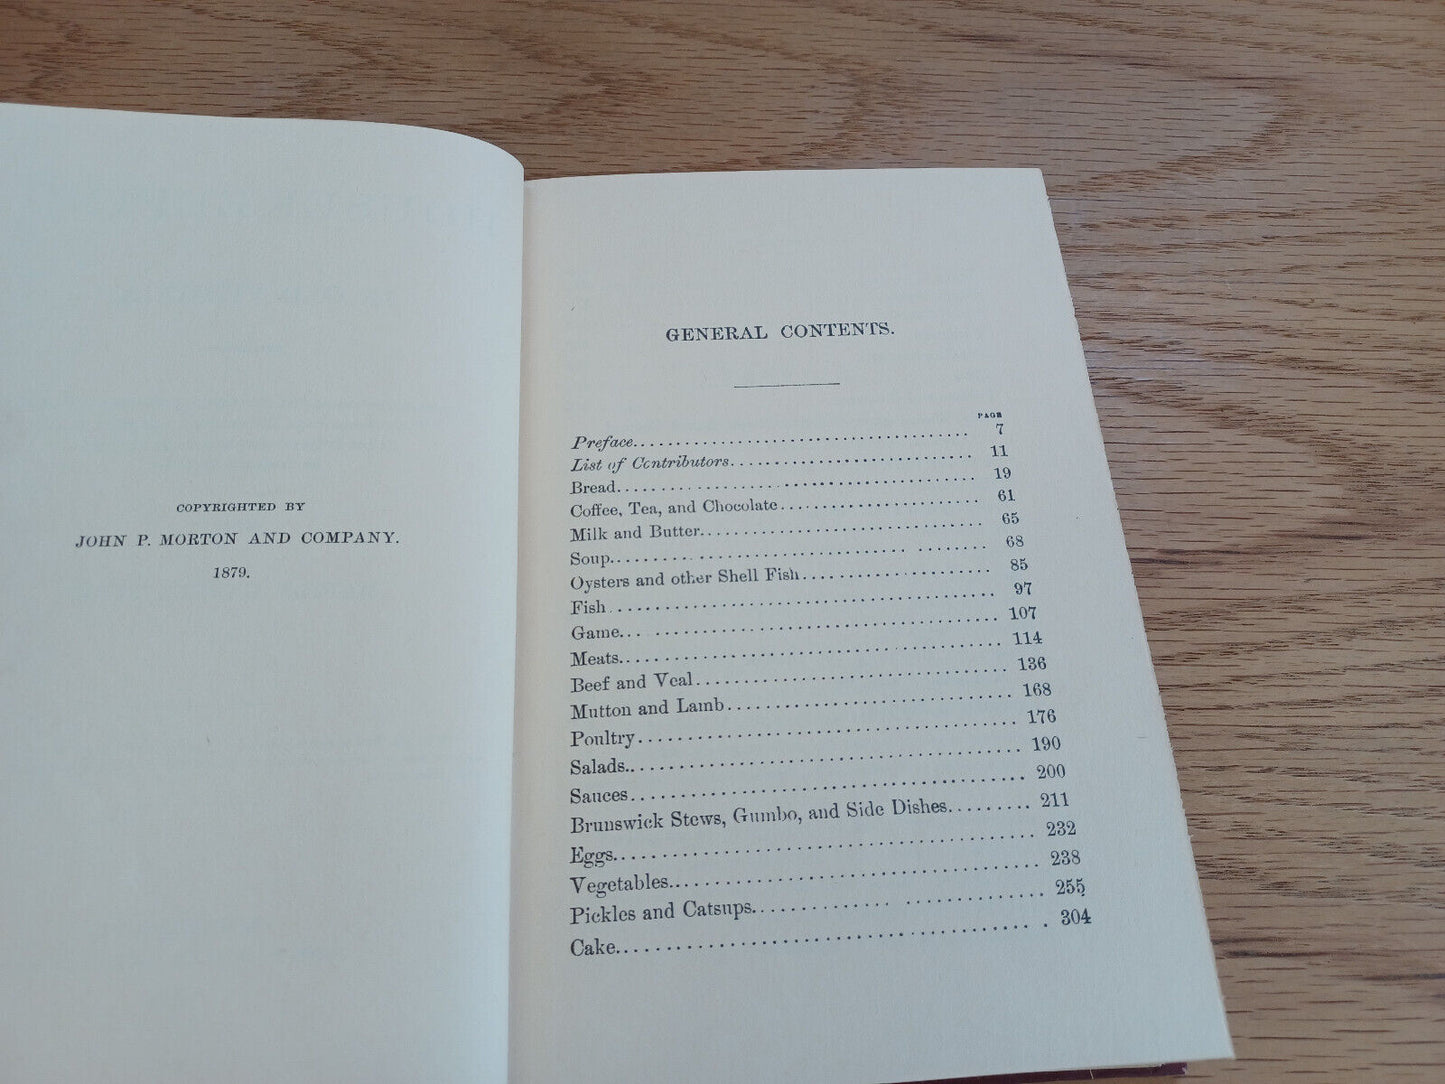 COPYRIGHTED BY
JOHN P. MORTON AND COMPANY.
1879.
GENERAL CONTENTS.
PAGE
Preface........................................ 7
List of Contributors............................. 11
Bread.......................................... 19
Coffee, Tea, and Chocolate....................... 61
Milk and Butter................................. 65
Soup........................................... 68
Oysters and other Shell Fish..................... 85
Fish........................................... 97
Game.......................................... 107
Meats.......................................... 114
Beef and Veal.................................. 136
Mutton and Lamb............................... 168
Poultry........................................ 176
Salads......................................... 190
Sauces......................................... 200
Brunswick Stews, Gumbo, and Side Dishes......... 211
Eggs........................................... 232
Vegetables..................................... 238
Pickles and Catsups............................. 255
Cake.......................................... 304